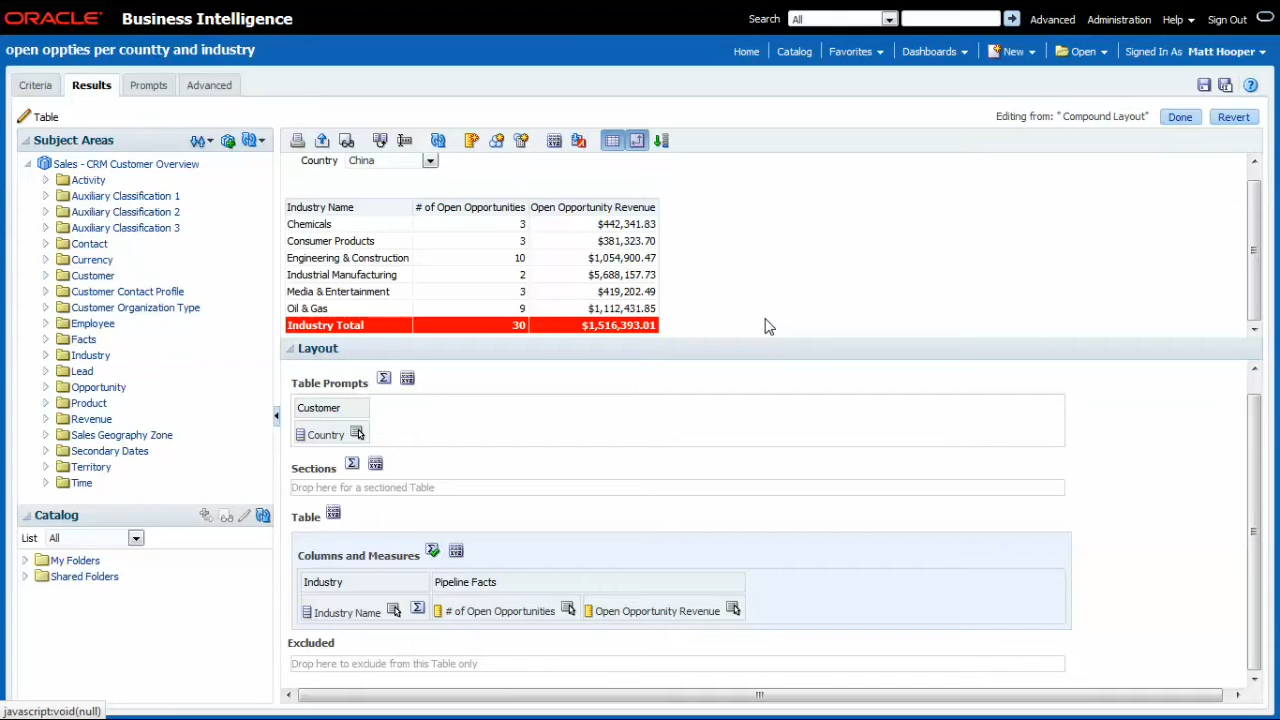 ORACLE Business Intelligence
Search All Advanced Administration Help Sign Out
open oppties per countty and industry
Home Catalog Favorites Dashboards New Open Signed In As Matt Hooper
Criteria Results Prompts Advanced
Table
Editing from: "Compound Layout" Done Revert
Subject Areas
Sales - CRM Customer Overview
Activity
Auxiliary Classification 1
Auxiliary Classification 2
Auxiliary Classification 3
Contact
Currency
Customer
Customer Contact Profile
Customer Organization Type
Employee
Facts
Industry
Lead
Opportunity
Product
Revenue
Sales Geography Zone
Secondary Dates
Territory
Time
Catalog
List All
My Folders
Shared Folders
javascript:void(null)
Country China
Industry Name # of Open Opportunities Open Opportunity Revenue
Chemicals 3 $442,341.83
Consumer Products 3 $381,323.70
Engineering & Construction 10 $1,054,900.47
Industrial Manufacturing 2 $5,688,157.73
Media & Entertainment 3 $419,202.49
Oil & Gas 9 $1,112,431.85
Industry Total 30 $1,516,393.01
Layout
Table Prompts
Customer
Country
Sections
Drop here for a sectioned Table
Table
Columns and Measures
Industry Pipeline Facts
Industry Name # of Open Opportunities Open Opportunity Revenue
Excluded
Drop here to exclude from this Table only